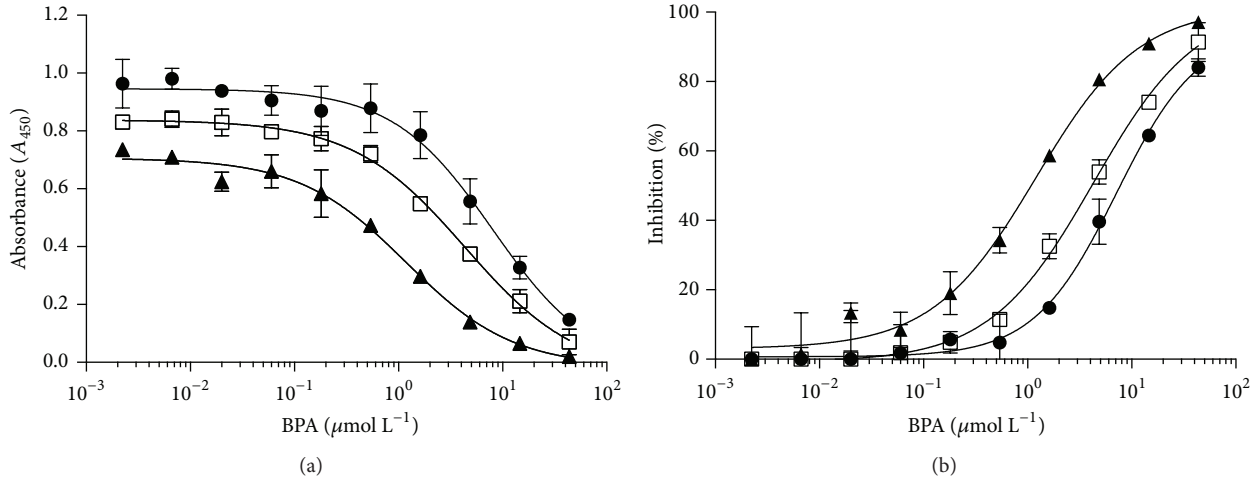 1.2
1.0
0.8
0.6
0.4
0.2
0.0
Absorbance (A₄₅₀)
10⁻³ 10⁻² 10⁻¹ 10⁰ 10¹ 10²
BPA (μmol L⁻¹)
(a)
100
80
60
40
20
0
Inhibition (%)
10⁻³ 10⁻² 10⁻¹ 10⁰ 10¹ 10²
BPA (μmol L⁻¹)
(b)